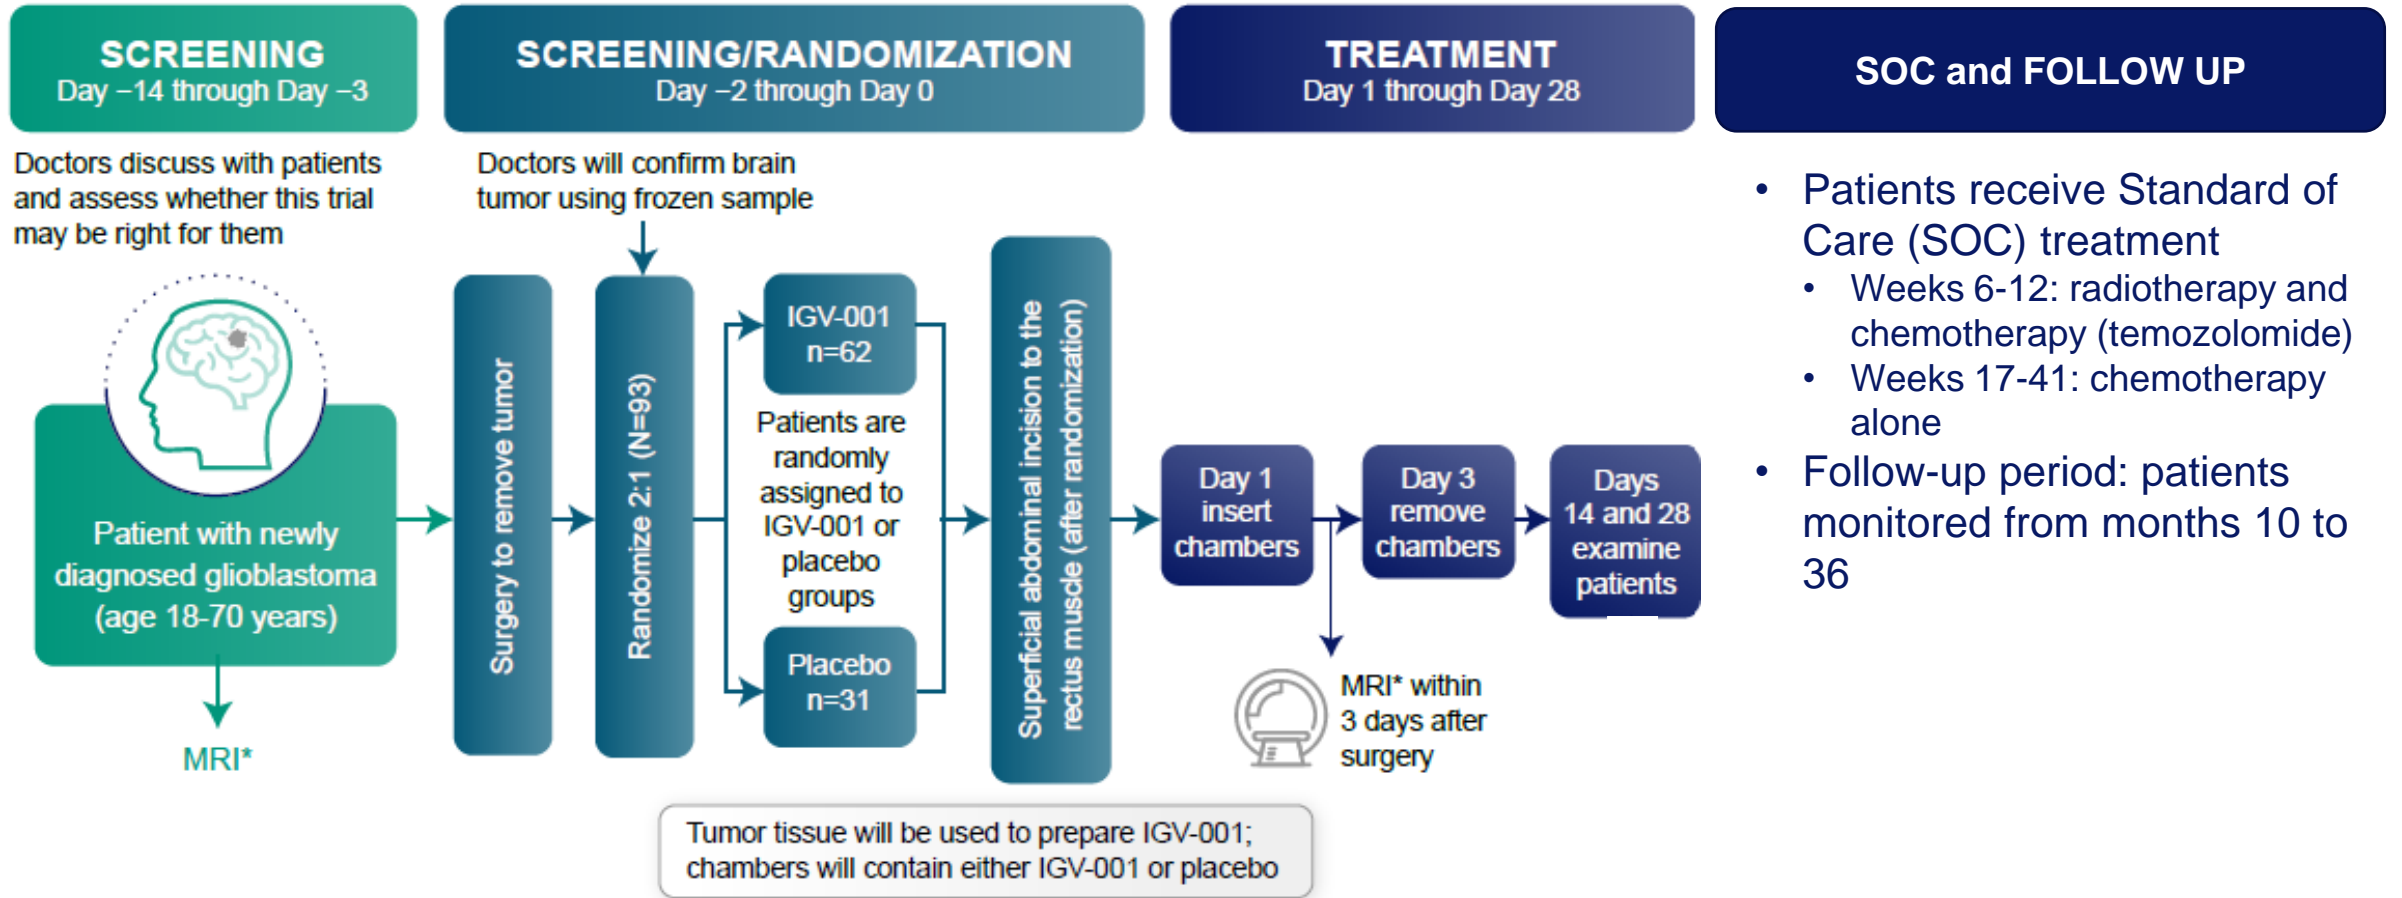 SCREENING
Day −14 through Day −3
Doctors discuss with patients
and assess whether this trial
may be right for them
Patient with newly
diagnosed glioblastoma
(age 18-70 years)
MRI*
SCREENING/RANDOMIZATION
Day −2 through Day 0
Doctors will confirm brain
tumor using frozen sample
Surgery to remove tumor
Randomize 2:1 (N=93)
IGV-001
n=62
Patients are
randomly
assigned to
IGV-001 or
placebo
groups
Placebo
n=31
Superficial abdominal incision to the
rectus muscle (after randomization)
Tumor tissue will be used to prepare IGV-001;
chambers will contain either IGV-001 or placebo
TREATMENT
Day 1 through Day 28
Day 1
insert
chambers
Day 3
remove
chambers
Days
14 and 28
examine
patients
MRI* within
3 days after
surgery
SOC and FOLLOW UP
• Patients receive Standard of
Care (SOC) treatment
• Weeks 6-12: radiotherapy and
chemotherapy (temozolomide)
• Weeks 17-41: chemotherapy
alone
• Follow-up period: patients
monitored from months 10 to
36